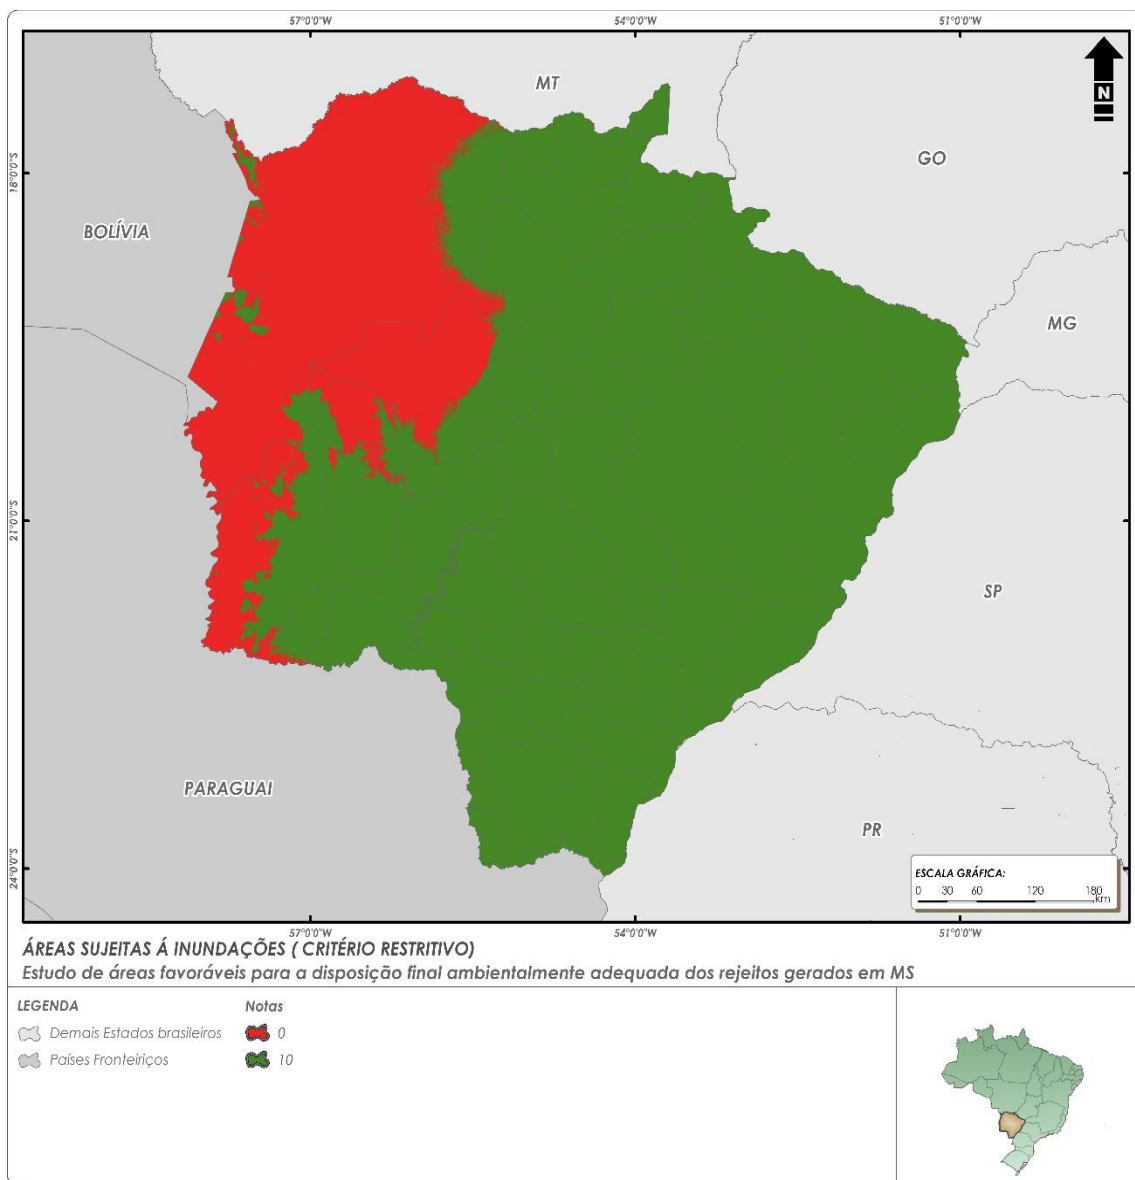 57°0'0"W 54°0'0"W 51°0'0"W
MT
N
GO
18°0'0"S
BOLÍVIA
MG
21°0'0"S
SP
PARAGUAI
PR
24°0'0"S
ESCALA GRÁFICA:
0 30 60 120 180
km
57°0'0"W 54°0'0"W 51°0'0"W
ÁREAS SUJEITAS Á INUNDAÇÕES ( CRITÉRIO RESTRITIVO)
Estudo de áreas favoráveis para a disposição final ambientalmente adequada dos rejeitos gerados em MS
LEGENDA Notas
Demais Estados brasileiros 0
Países Fronteiriços 10